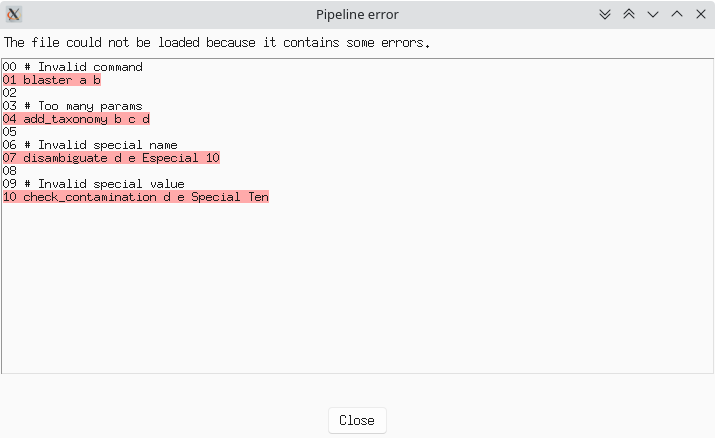 Pipeline error
The file could not be loaded because it contains some errors.
00 # Invalid command
01 blaster a b
02
03 # Too many params
04 add_taxonomy b c d
05
06 # Invalid special name
07 disambiguate d e Especial 10
08
09 # Invalid special value
10 check_contamination d e Special Ten
Close